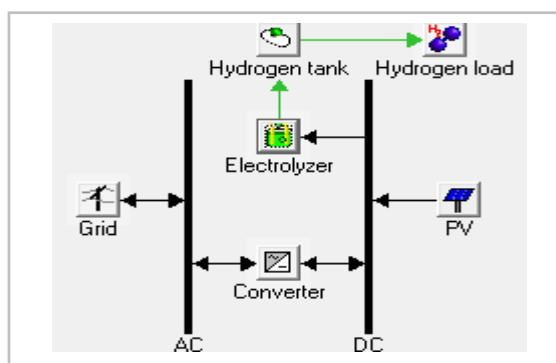 Hydrogen tank
Hydrogen load
Electrolyzer
Grid
PV
Converter
AC
DC